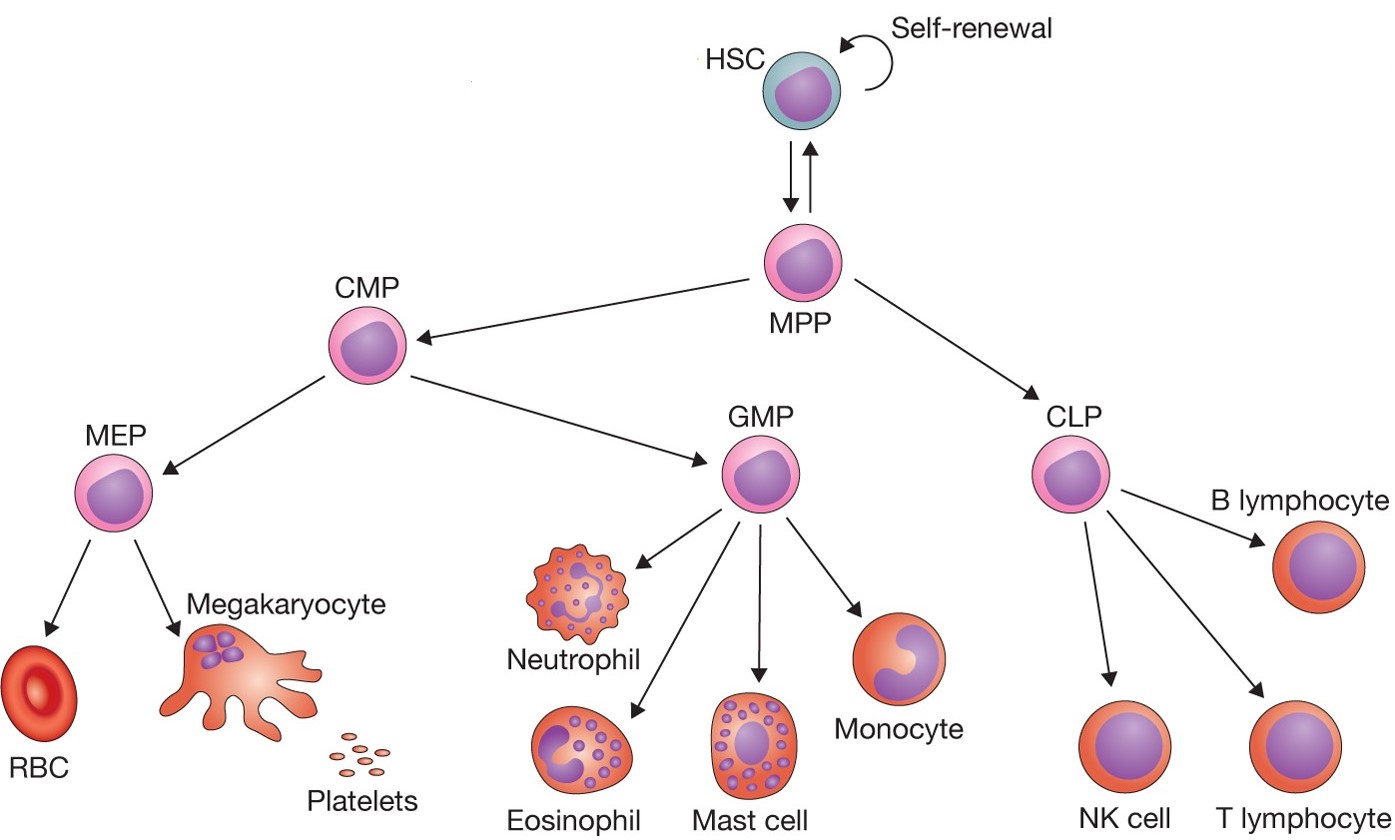 Self-renewal
HSC
MPP
CMP
MEP
GMP
CLP
B lymphocyte
Megakaryocyte
Neutrophil
Monocyte
RBC
Platelets
Eosinophil
Mast cell
NK cell
T lymphocyte